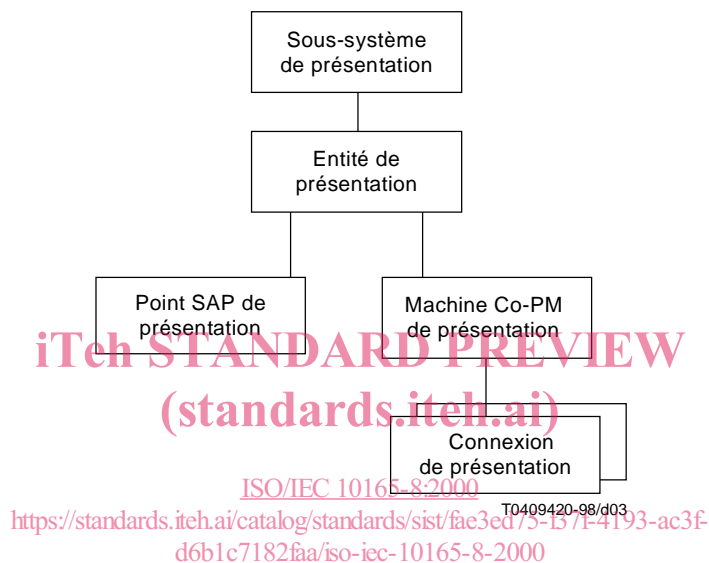 Sous-système
de présentation
Entité de
présentation
Point SAP de
présentation
Machine Co-PM
de présentation
iTeh STANDARD PREVIEW
(standards.iteh.ai)
Connexion
de présentation
ISO/IEC 10165-8:2000
T0409420-98/d03
https://standards.iteh.ai/catalog/standards/sist/fae3ed75-f37f-4193-ac3f-
d6b1c7182faa/iso-iec-10165-8-2000